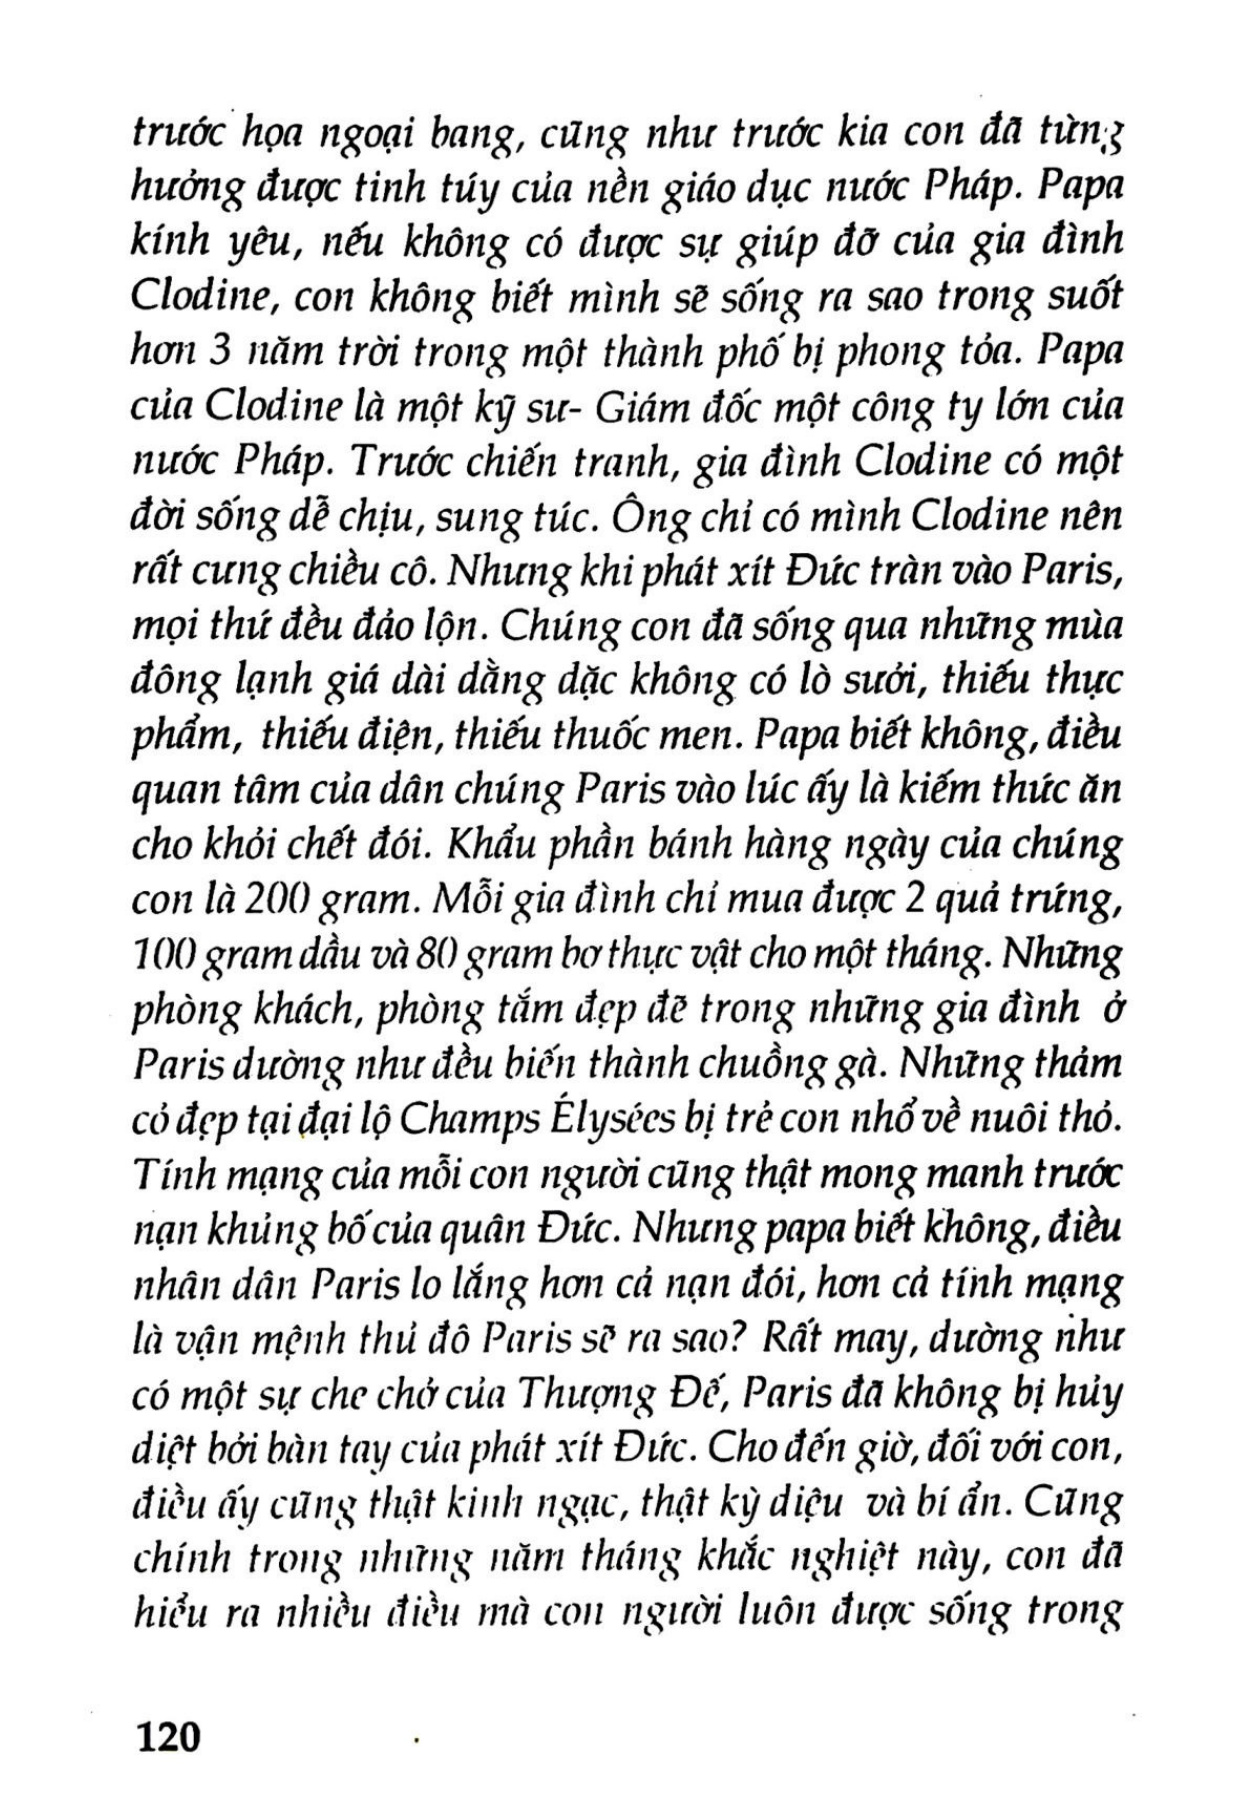 trước họa ngoại bang, cũng như trước kia con đã từng
hưởng được tinh túy của nền giáo dục nước Pháp. Papa
kính yêu, nếu không có được sự giúp đỡ của gia đình
Clodine, con không biết mình sẽ sống ra sao trong suốt
hơn 3 năm trời trong một thành phố bị phong tỏa. Papa
của Clodine là một kỹ sư- Giám đốc một công ty lớn của
nước Pháp. Trước chiến tranh, gia đình Clodine có một
đời sống dễ chịu, sung túc. Ông chỉ có mình Clodine nên
rất cưng chiều cô. Nhưng khi phát xít Đức tràn vào Paris,
mọi thứ đều đảo lộn. Chúng con đã sống qua những mùa
đông lạnh giá dài dằng dặc không có lò sưởi, thiếu thực
phẩm, thiếu điện, thiếu thuốc men. Papa biết không, điều
quan tâm của dân chúng Paris vào lúc ấy là kiếm thức ăn
cho khỏi chết đói. Khẩu phần bánh hàng ngày của chúng
con là 200 gram. Mỗi gia đình chỉ mua được 2 quả trứng,
100 gram dầu và 80 gram bơ thực vật cho một tháng. Những
phòng khách, phòng tắm đẹp đẽ trong những gia đình ở
Paris dường như đều biến thành chuồng gà. Những thảm
cỏ đẹp tại đại lộ Champs Élysées bị trẻ con nhổ về nuôi thỏ.
Tính mạng của mỗi con người cũng thật mong manh trước
nạn khủng bố của quân Đức. Nhưng papa biết không, điều
nhân dân Paris lo lắng hơn cả nạn đói, hơn cả tính mạng
là vận mệnh thủ đô Paris sẽ ra sao? Rất may, dường như
có một sự che chở của Thượng Đế, Paris đã không bị hủy
diệt bởi bàn tay của phát xít Đức. Cho đến giờ, đối với con,
điều ấy cũng thật kinh ngạc, thật kỳ diệu và bí ẩn. Cũng
chính trong những năm tháng khắc nghiệt này, con đã
hiểu ra nhiều điều mà con người luôn được sống trong
120